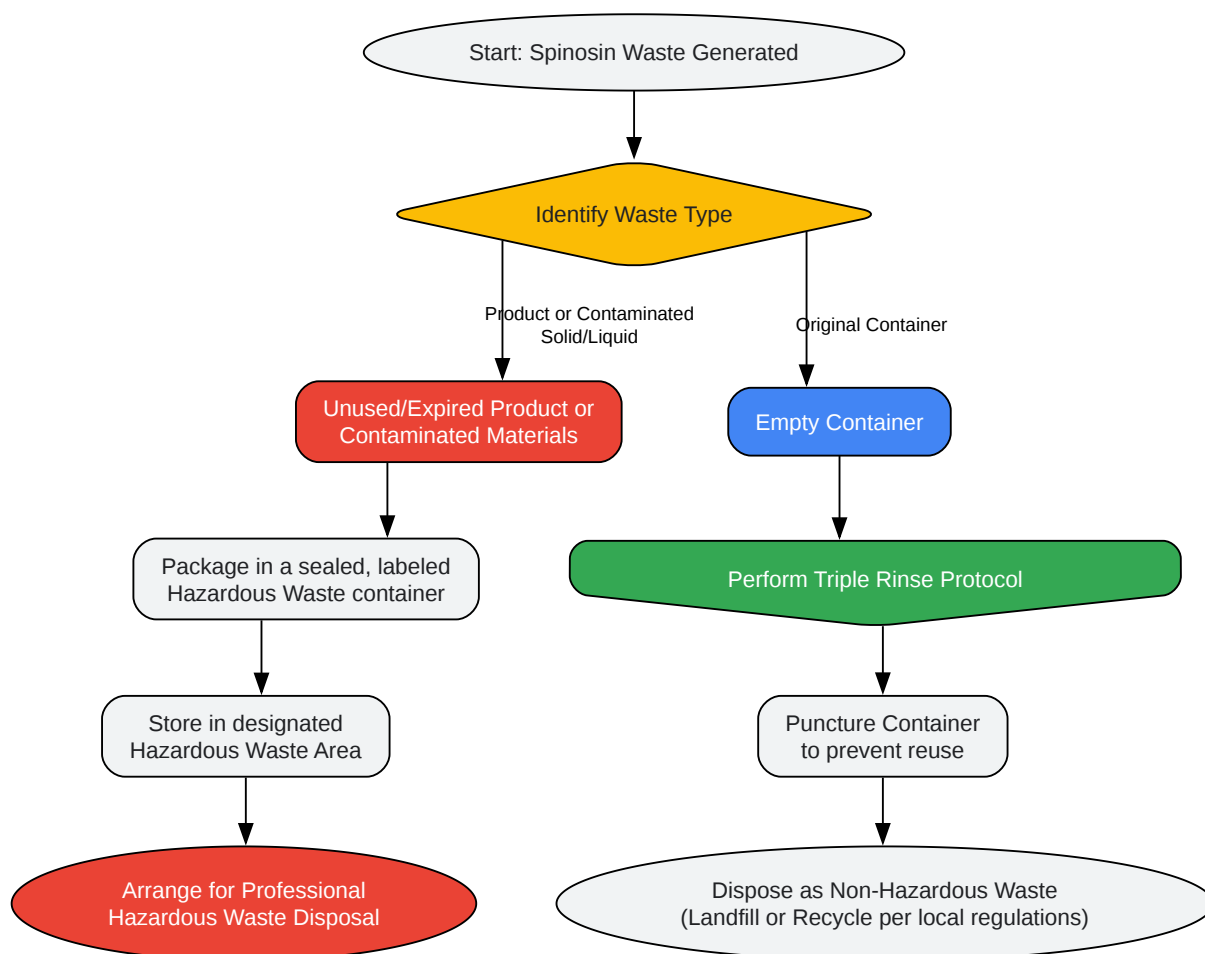 Start: Spinosin Waste Generated
Identify Waste Type
Product or Contaminated
Solid/Liquid
Original Container
Unused/Expired Product or
Contaminated Materials
Empty Container
Package in a sealed, labeled
Hazardous Waste container
Perform Triple Rinse Protocol
Store in designated
Hazardous Waste Area
Puncture Container
to prevent reuse
Arrange for Professional
Hazardous Waste Disposal
Dispose as Non-Hazardous Waste
(Landfill or Recycle per local regulations)